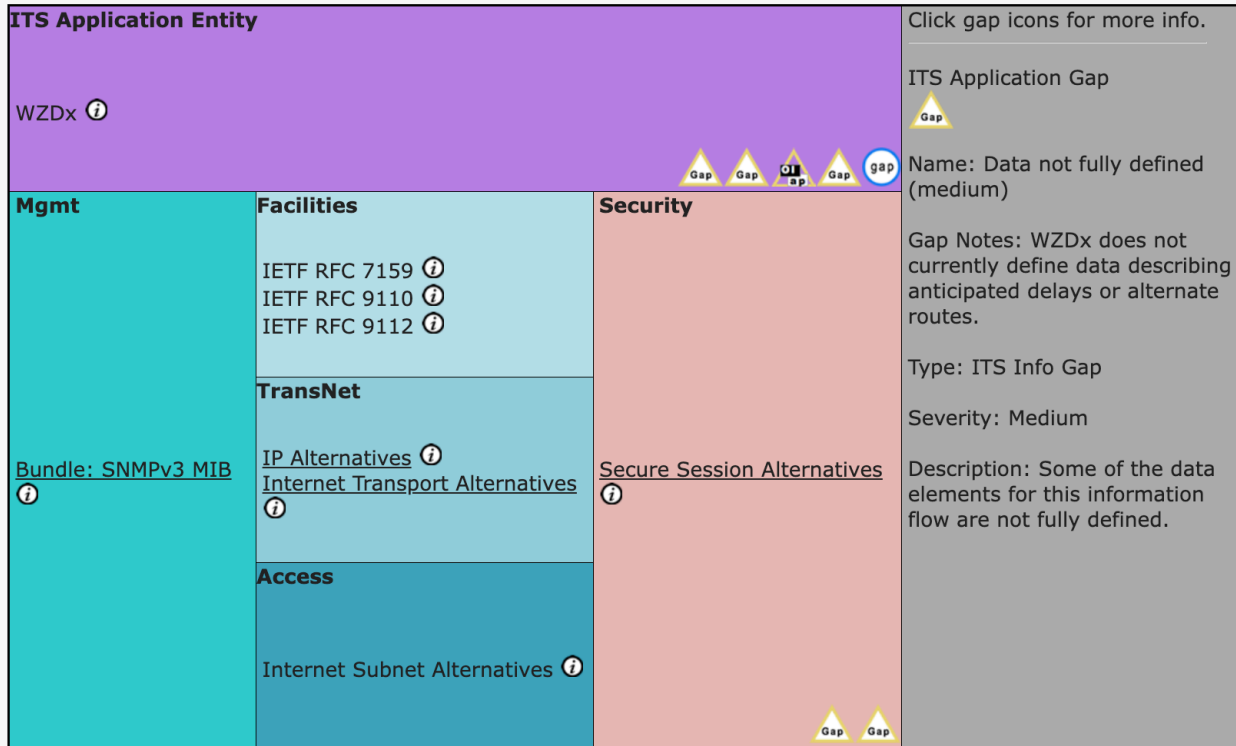 ITS Application Entity
WZDx
Gap
Gap
Gap
gap
Mgmt
Bundle: SNMPv3 MIB
Facilities
IETF RFC 7159
IETF RFC 9110
IETF RFC 9112
TransNet
IP Alternatives
Internet Transport Alternatives
Access
Internet Subnet Alternatives
Security
Secure Session Alternatives
Gap
Gap
Click gap icons for more info.
ITS Application Gap
Gap
Name: Data not fully defined
(medium)
Gap Notes: WZDx does not
currently define data describing
anticipated delays or alternate
routes.
Type: ITS Info Gap
Severity: Medium
Description: Some of the data
elements for this information
flow are not fully defined.